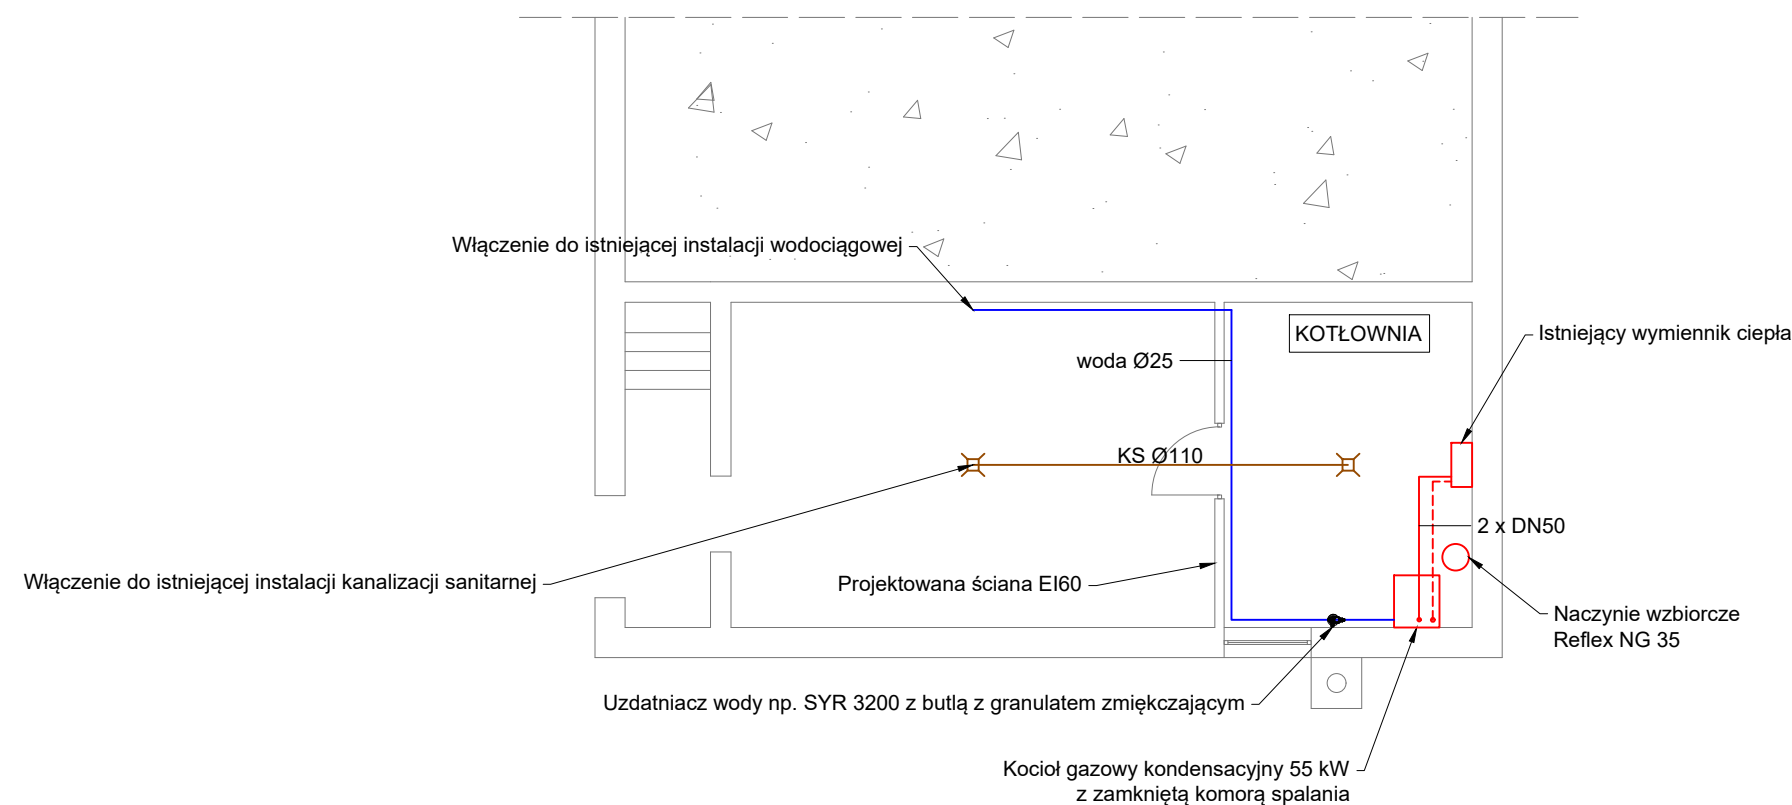 Włączenie do istniejącej instalacji wodociągowej
KOTŁOWNIA
Istniejący wymiennik ciepła
woda Ø25
KS Ø110
2 x DN50
Włączenie do istniejącej instalacji kanalizacji sanitarnej
Projektowana ściana EI60
Naczynie wzbiorcze
Reflex NG 35
Uzdatniacz wody np. SYR 3200 z butlą z granulatem zmiękczającym
Kocioł gazowy kondensacyjny 55 kW
z zamkniętą komorą spalania